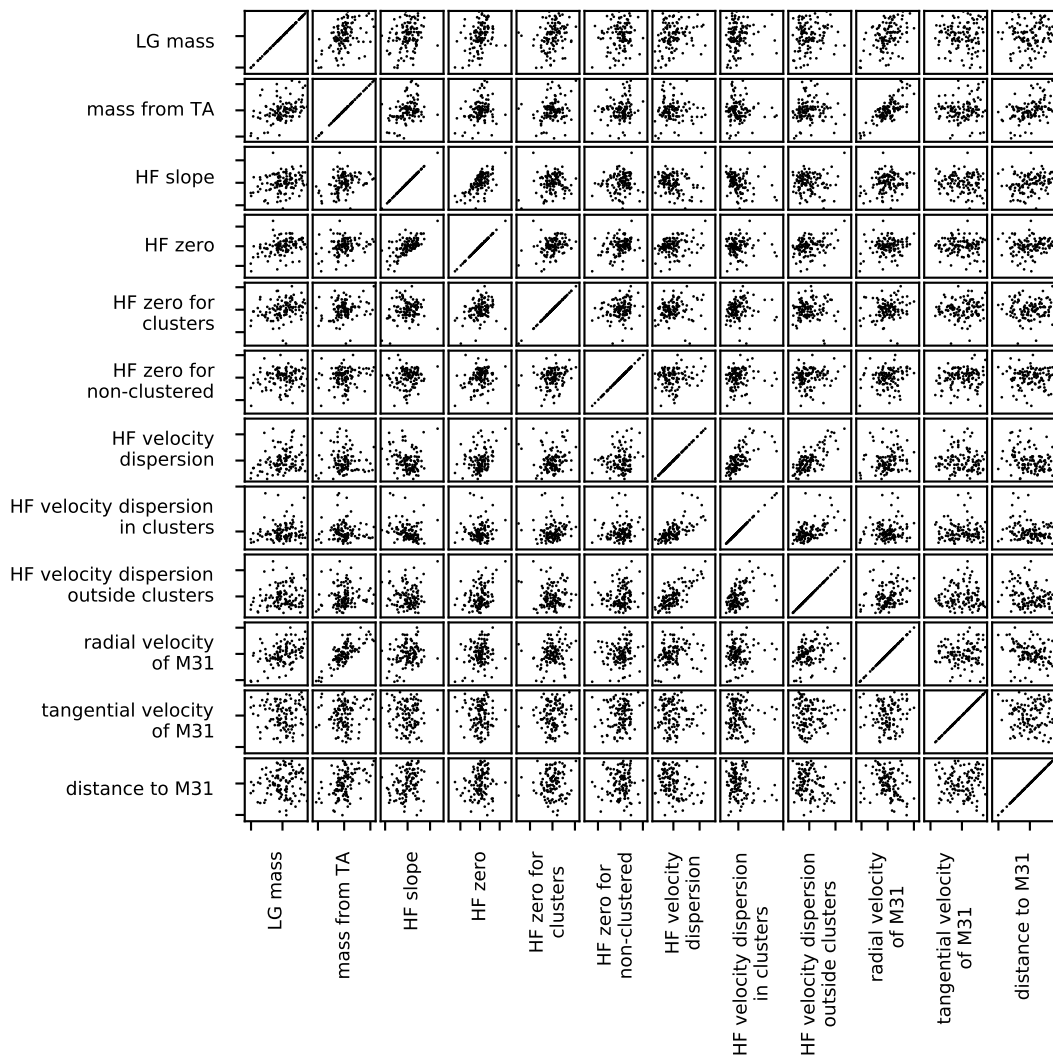 LG mass
mass from TA
HF slope
HF zero
HF zero for
clusters
HF zero for
non-clustered
HF velocity
dispersion
HF velocity dispersion
in clusters
HF velocity dispersion
outside clusters
radial velocity
of M31
tangential velocity
of M31
distance to M31
LG mass
mass from TA
HF slope
HF zero
HF zero for
clusters
HF zero for
non-clustered
HF velocity
dispersion
HF velocity dispersion
in clusters
HF velocity dispersion
outside clusters
radial velocity
of M31
tangential velocity
of M31
distance to M31